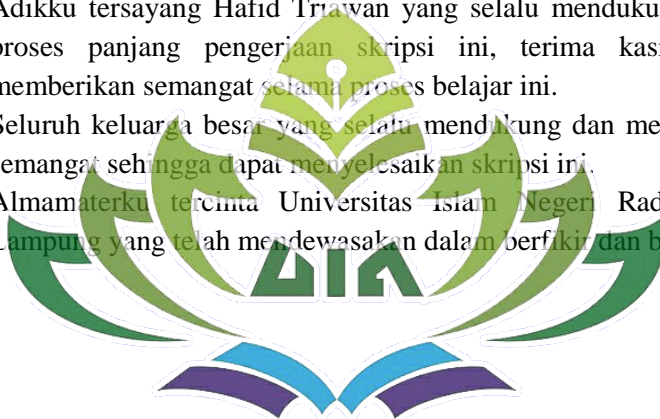 Adikku tersayang Hafid Triawan yang selalu menduku
proses panjang pengerjaan skripsi ini, terima kasi
memberikan semangat selama proses belajar ini.
Seluruh keluarga besar yang selalu mendukung dan me
semangat sehingga dapat menyelesaikan skripsi ini.
Almamaterku tercinta Universitas Islam Negeri Rad
Lampung yang telah mendewasakan dalam berfikir dan b
UIN